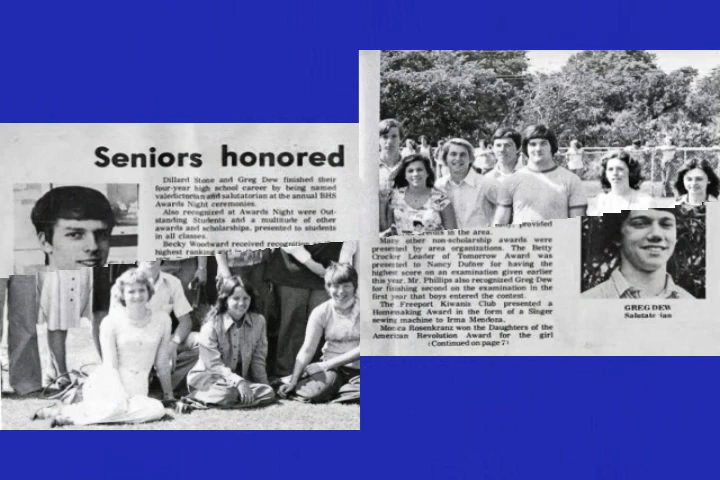 Seniors honored
Dillard Stone and Greg Dew finished their
four-year high school career by being named
valedictorian and salutatorian at the annual BHS
Awards Night ceremonies.
Also recognized at Awards Night were Out-
standing Students and a multitude of other
awards and scholarships, presented to students
in all classes.
Becky Woodward received recognition
highest ranking
provided
in the area.
Many other non-scholarship awards were
presented by area organizations. The Betty
Crocker Leader of Tomorrow Award was
presented to Nancy Dufner for having the
highest score on an examination given earlier
this year. Mr. Phillips also recognized Greg Dew
for finishing second on the examination in the
first year that boys entered the contest.
The Freeport Kiwanis Club presented a
Homemaking Award in the form of a Singer
sewing machine to Irma Mendoza.
Monica Rosenkranz won the Daughters of the
American Revolution Award for the girl
(Continued on page 7)
GREG DEW